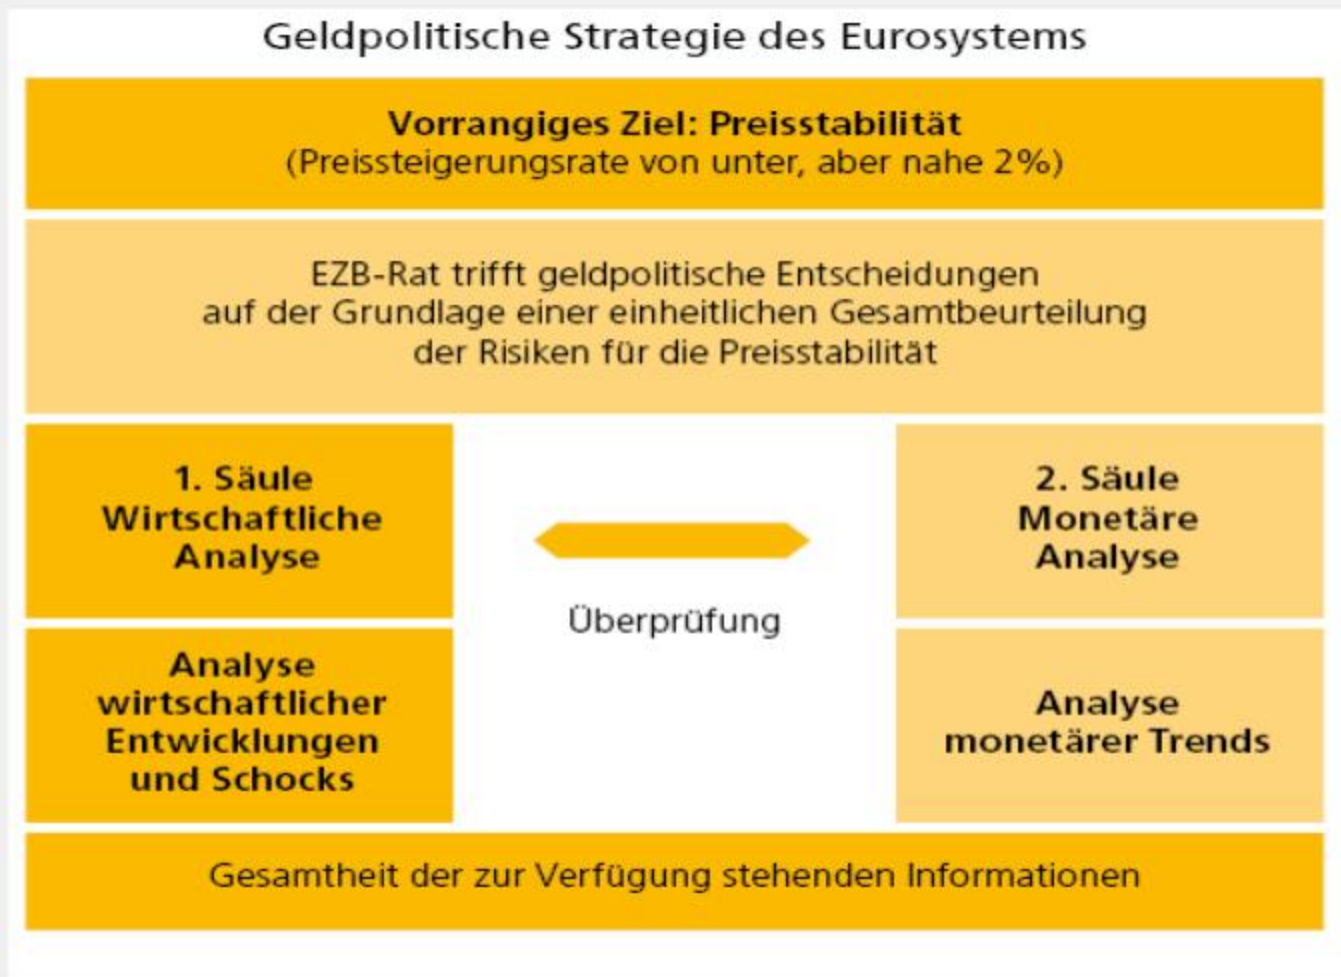 Geldpolitische Strategie des Eurosystems
Vorrangiges Ziel: Preisstabilität
(Preissteigerungsrate von unter, aber nahe 2%)
EZB-Rat trifft geldpolitische Entscheidungen
auf der Grundlage einer einheitlichen Gesamtbeurteilung
der Risiken für die Preisstabilität
1. Säule
Wirtschaftliche
Analyse
Überprüfung
2. Säule
Monetäre
Analyse
Analyse
wirtschaftlicher
Entwicklungen
und Schocks
Analyse
monetärer Trends
Gesamtheit der zur Verfügung stehenden Informationen